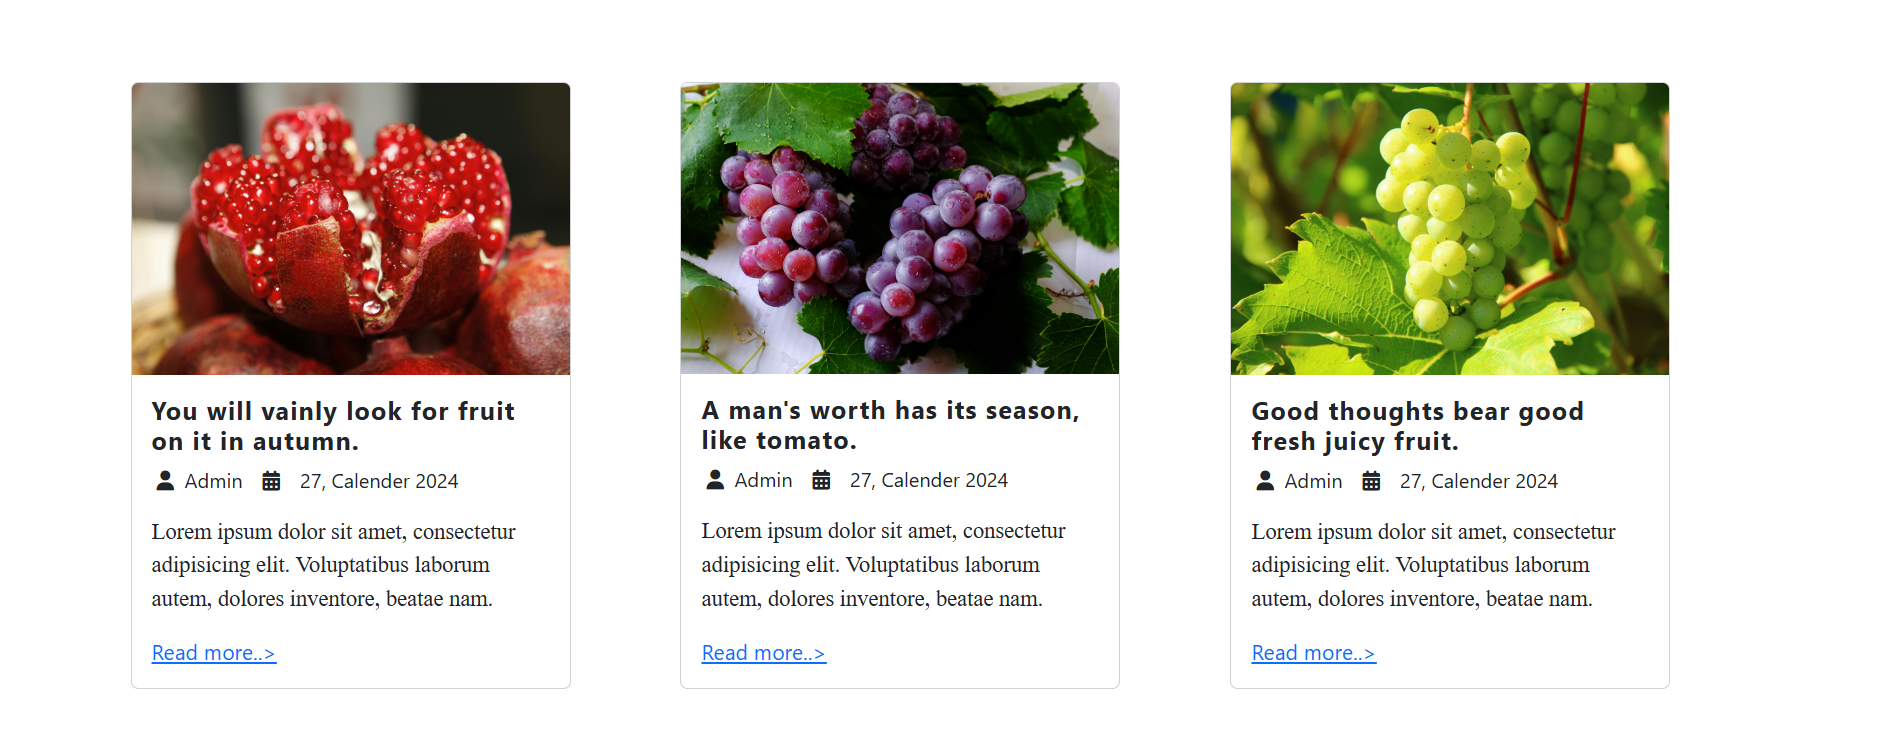 You will vainly look for fruit
on it in autumn.
Admin 27, Calender 2024
Lorem ipsum dolor sit amet, consectetur
adipisicing elit. Voluptatibus laborum
autem, dolores inventore, beatae nam.
Read more..>
A man's worth has its season,
like tomato.
Admin 27, Calender 2024
Lorem ipsum dolor sit amet, consectetur
adipisicing elit. Voluptatibus laborum
autem, dolores inventore, beatae nam.
Read more..>
Good thoughts bear good
fresh juicy fruit.
Admin 27, Calender 2024
Lorem ipsum dolor sit amet, consectetur
adipisicing elit. Voluptatibus laborum
autem, dolores inventore, beatae nam.
Read more..>